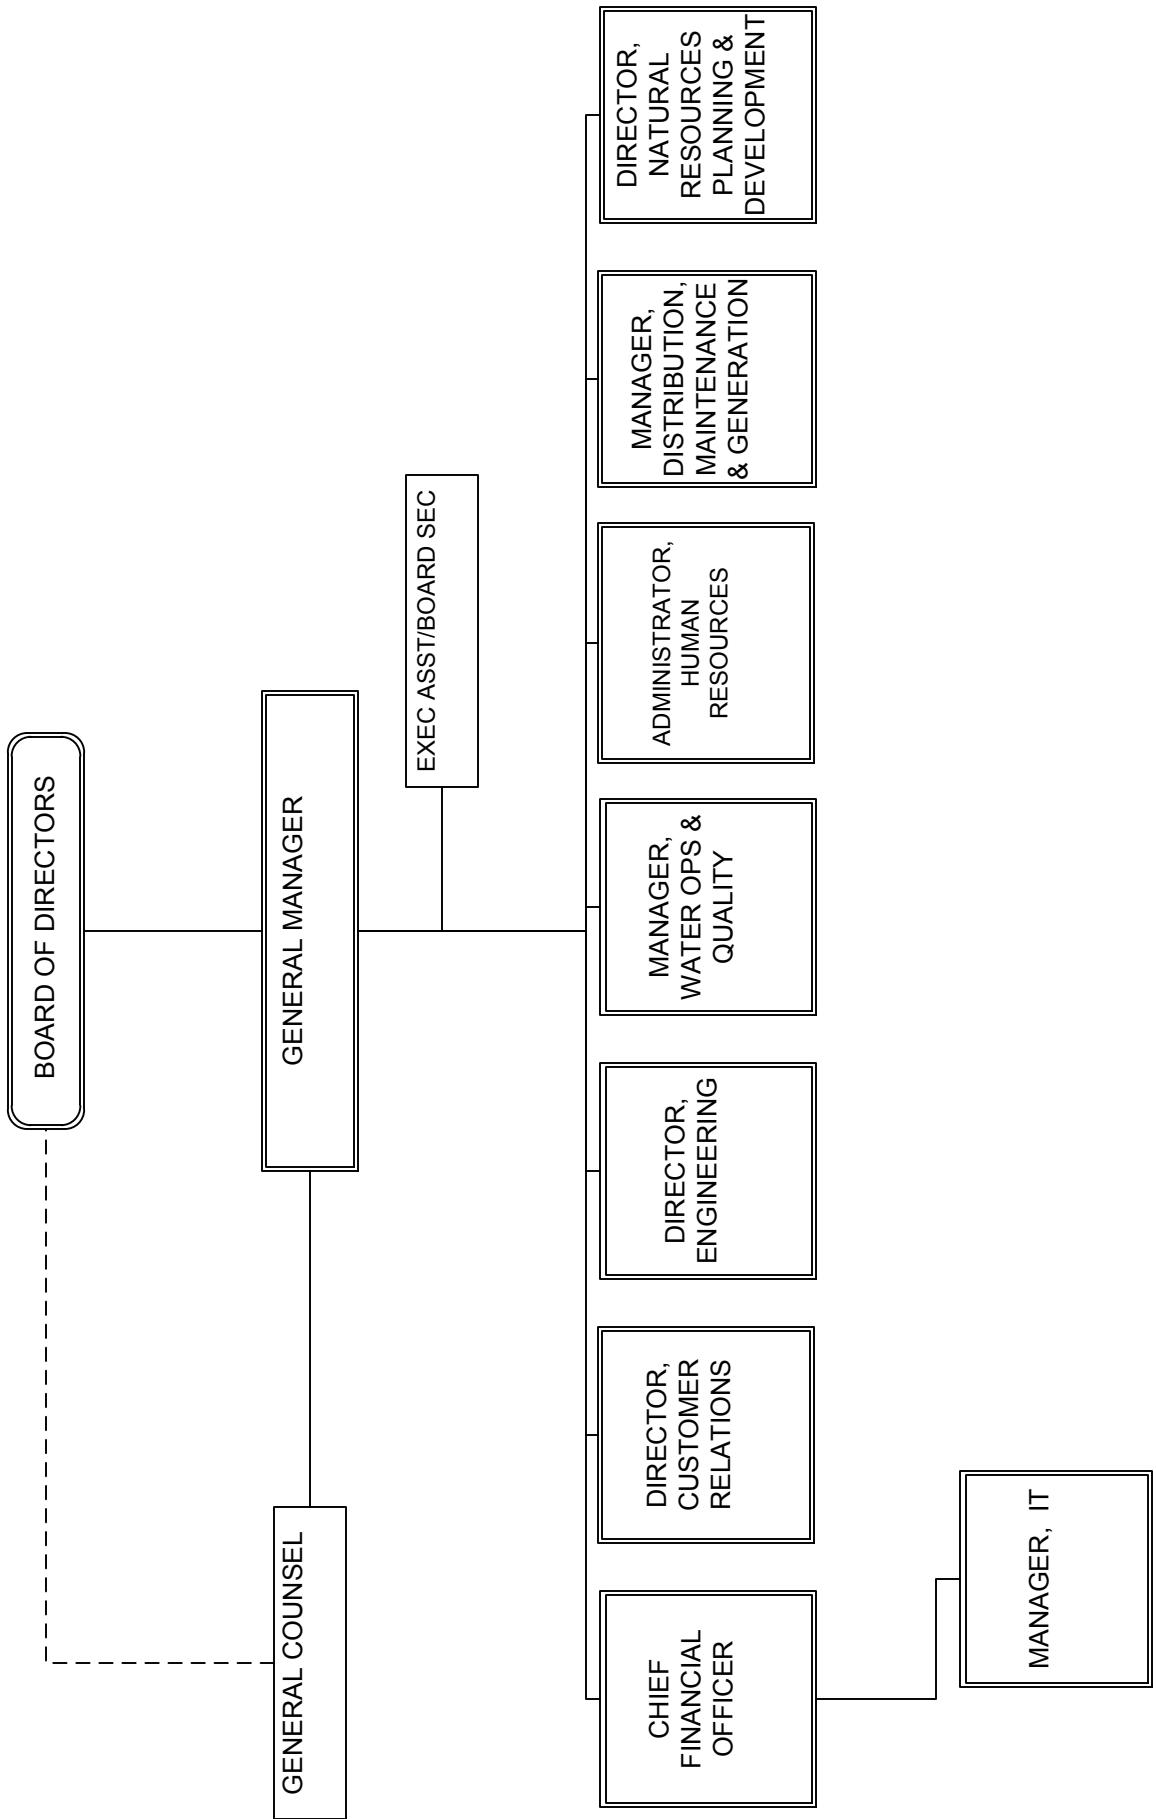 BOARD OF DIRECTORS
GENERAL COUNSEL
GENERAL MANAGER
EXEC ASST/BOARD SEC
CHIEF
FINANCIAL
OFFICER
DIRECTOR,
CUSTOMER
RELATIONS
DIRECTOR,
ENGINEERING
MANAGER,
WATER OPS &
QUALITY
ADMINISTRATOR,
HUMAN
RESOURCES
MANAGER,
DISTRIBUTION,
MAINTENANCE
& GENERATION
DIRECTOR,
NATURAL
RESOURCES
PLANNING &
DEVELOPMENT
MANAGER, IT